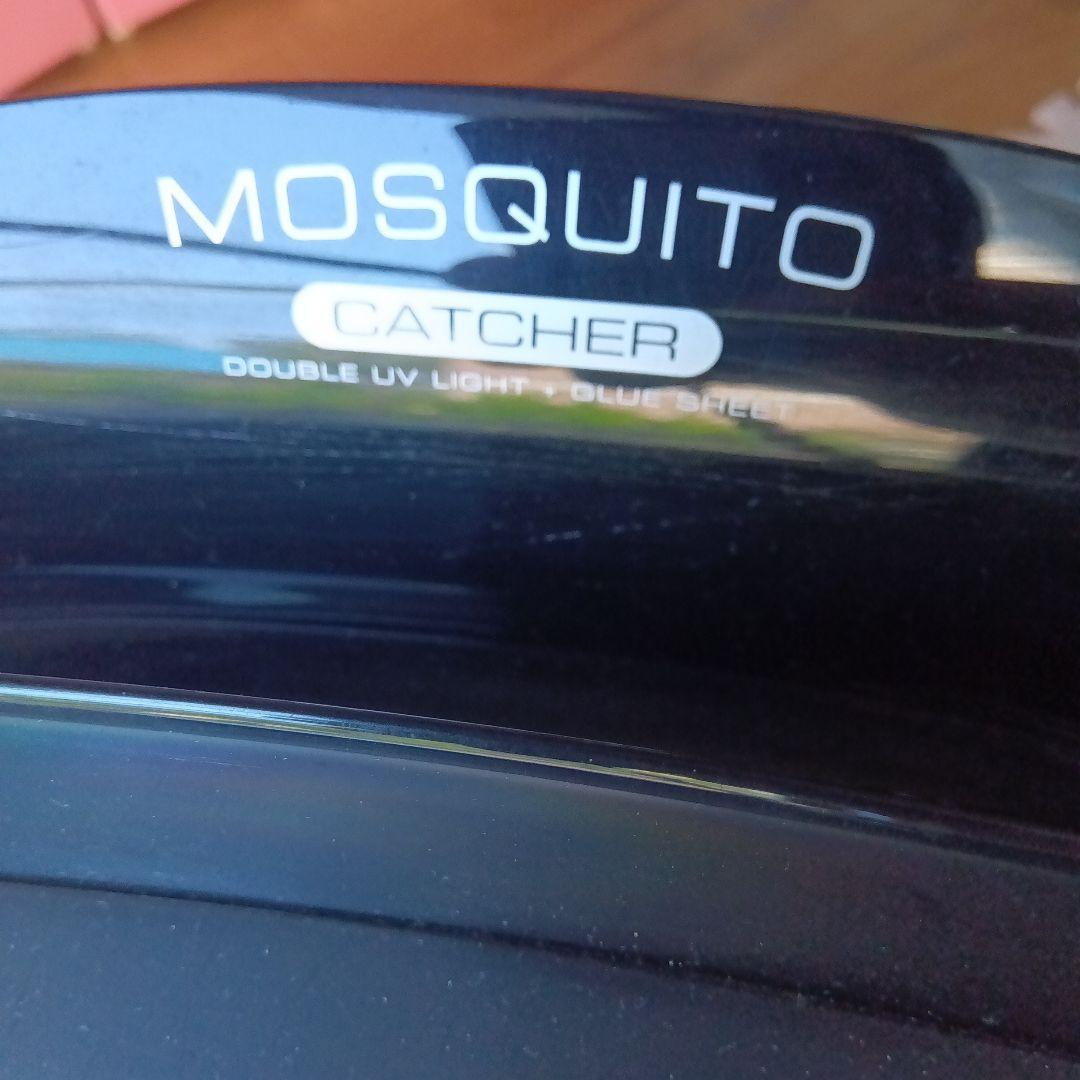 MOSQUITO
CATCHER
DOUBLE UV LIGHT + GLUE SHEET